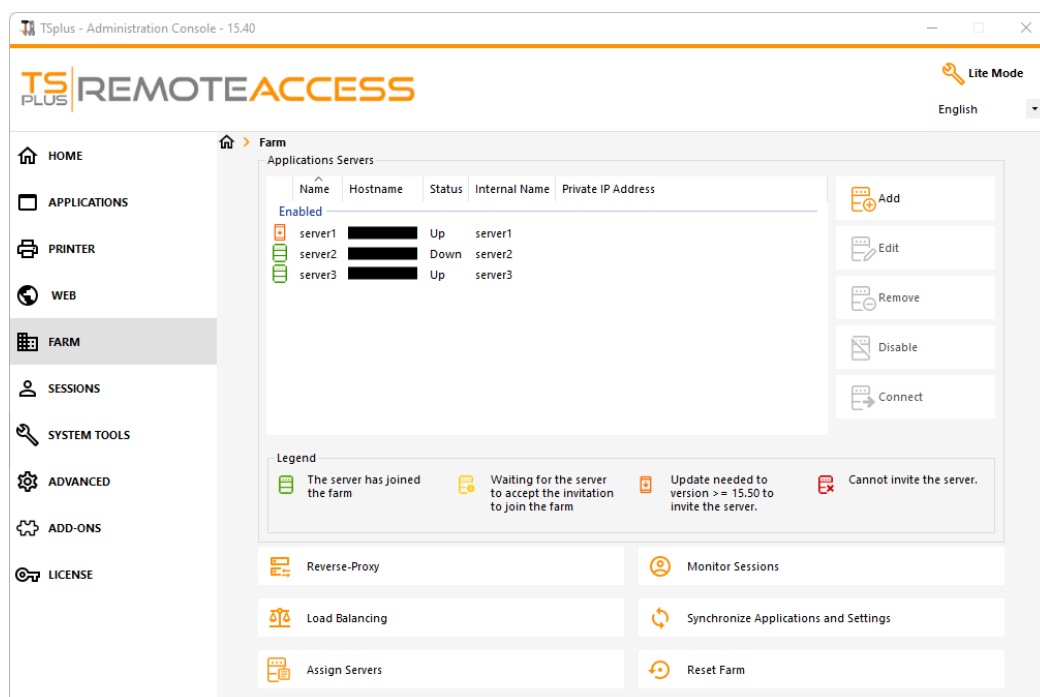 TSplus - Administration Console - 15.40
TS PLUS REMOTEACCESS
Lite Mode
English
HOME
APPLICATIONS
PRINTER
WEB
FARM
SESSIONS
SYSTEM TOOLS
ADVANCED
ADD-ONS
LICENSE
Farm
Applications Servers
Name Hostname Status Internal Name Private IP Address
Enabled
server1 Up server1
server2 Down server2
server3 Up server3
Add
Edit
Remove
Disable
Connect
Legend
The server has joined
the farm
Waiting for the server
to accept the invitation
to join the farm
Update needed to
version >= 15.50 to
invite the server.
Cannot invite the server.
Reverse-Proxy
Monitor Sessions
Load Balancing
Synchronize Applications and Settings
Assign Servers
Reset Farm